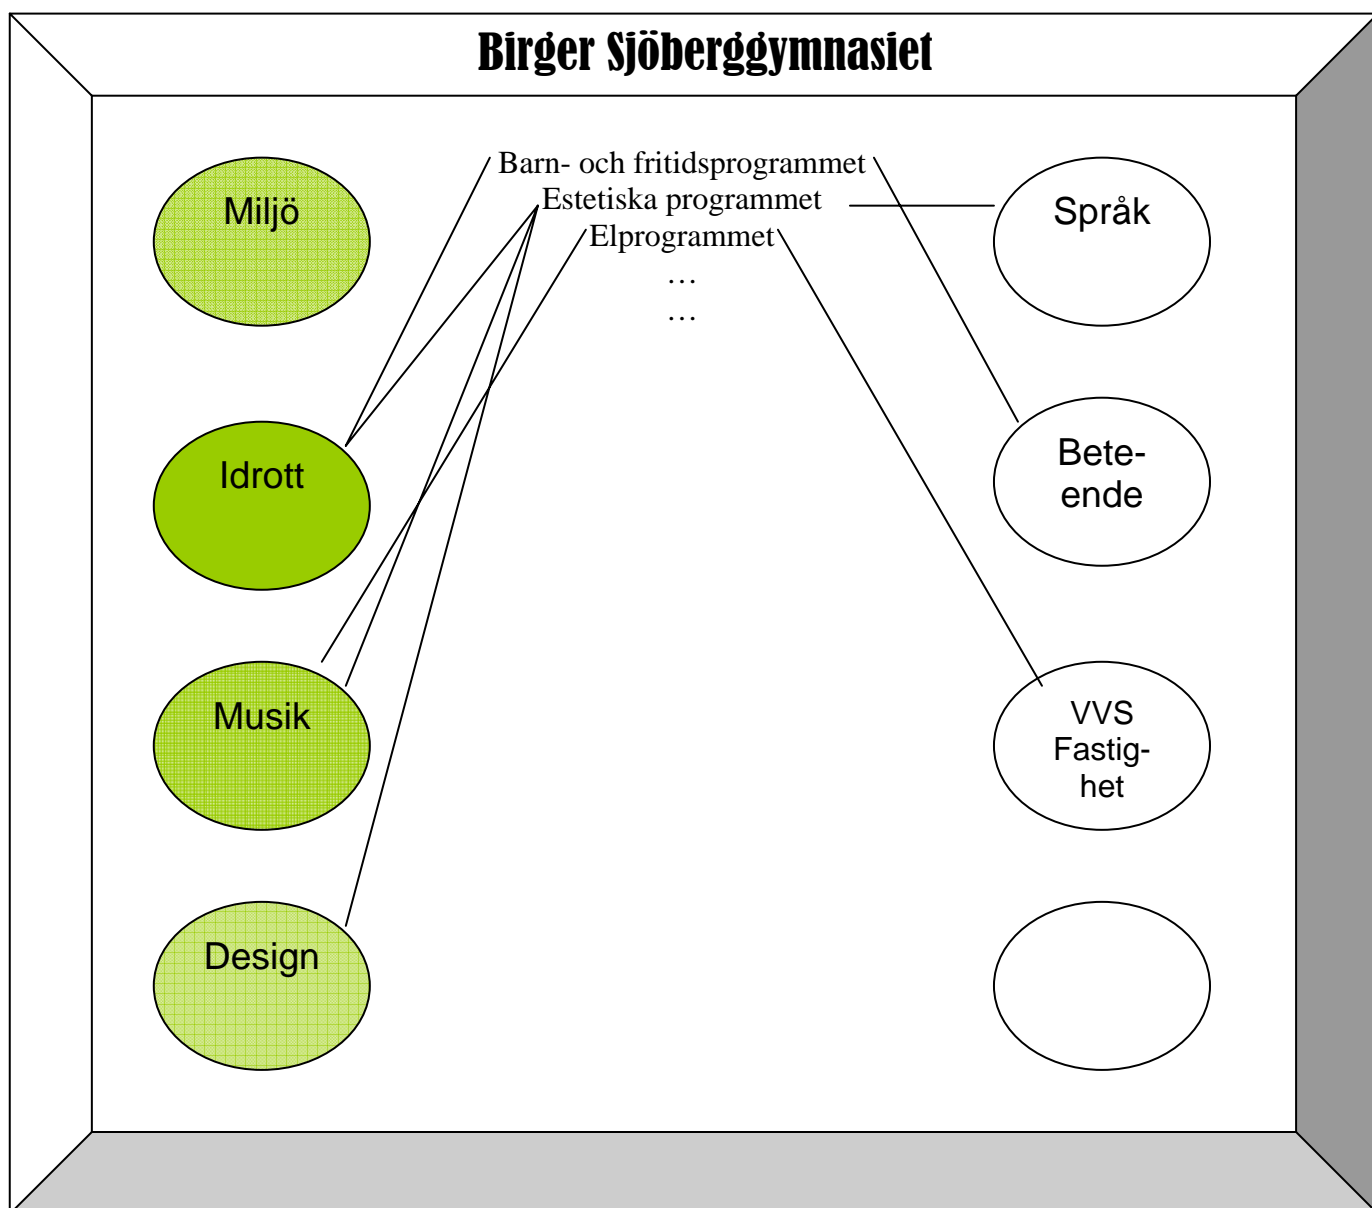 Birger Sjöberggymnasiet
Barn- och fritidsprogrammet
Estetiska programmet
Elprogrammet
…
…
Miljö
Idrott
Musik
Design
Språk
Bete-
ende
VVS
Fastig-
het